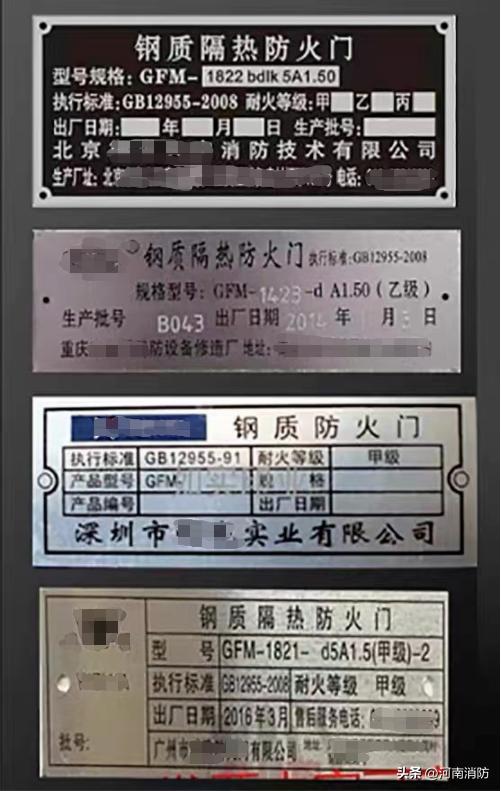 钢质隔热防火门
型号规格: GFM- 1822 bdlk 5A1.50
执行标准:GB12955-2008 耐火等级:甲 乙 丙
出厂日期: 年 月 日 生产批号:
北京 消防技术有限公司
生产厂址:北京 电话:
钢质隔热防火门 执行标准:GB12955-2008
规格型号: GFM-1423-d A1.50 (乙级)
生产批号 B043 出厂日期 2014 年 月 3 日
重庆 防设备修造厂 地址:
钢质防火门
执行标准 GB12955-91 耐火等级 甲级
产品型号 GFM- 规格
产品编号 出厂日期
深圳市 实业有限公司
钢质隔热防火门
型号 GFM-1821- d5A1.5(甲级)-2
执行标准 GB12955-2008 耐火等级 甲级
出厂日期 2016年3月 售后服务电话:
批号: 广州市 门有限公司 地址:
头条 @河南消防